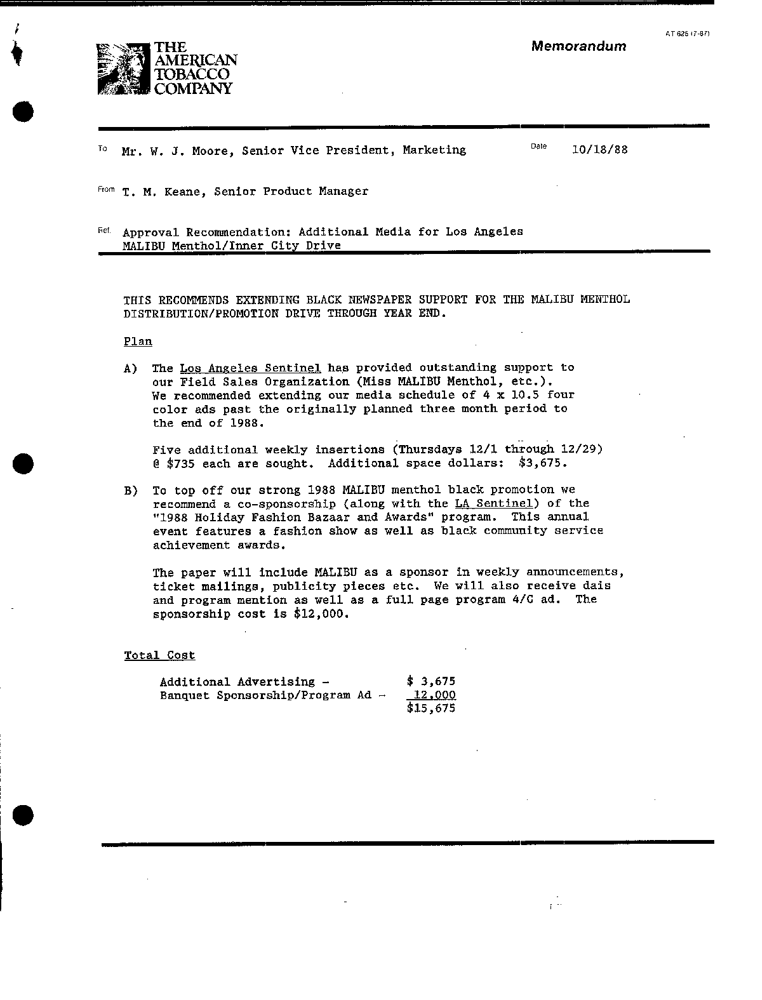 AT 625 (7-87)
Memorandum
THE
AMERICAN
TOBACCO
COMPANY
To Mr. W. J. Moore, Senior Vice President, Marketing Date 10/18/88
From T. M. Keane, Senior Product Manager
Ref. Approval Recommendation: Additional Media for Los Angeles
MALIBU Menthol/Inner City Drive
THIS RECOMMENDS EXTENDING BLACK NEWSPAPER SUPPORT FOR THE MALIBU MENTHOL
DISTRIBUTION/PROMOTION DRIVE THROUGH YEAR END.
Plan
A) The Los Angeles Sentinel has provided outstanding support to
our Field Sales Organization (Miss MALIBU Menthol, etc.).
We recommended extending our media schedule of 4 x 10.5 four
color ads past the originally planned three month period to
the end of 1988.
Five additional weekly insertions (Thursdays 12/1 through 12/29)
@ $735 each are sought. Additional space dollars: $3,675.
B) To top off our strong 1988 MALIBU menthol black promotion we
recommend a co-sponsorship (along with the LA Sentinel) of the
"1988 Holiday Fashion Bazaar and Awards" program. This annual
event features a fashion show as well as black community service
achievement awards.
The paper will include MALIBU as a sponsor in weekly announcements,
ticket mailings, publicity pieces etc. We will also receive dais
and program mention as well as a full page program 4/C ad. The
sponsorship cost is $12,000.
Total Cost
Additional Advertising - $ 3,675
Banquet Sponsorship/Program Ad - 12,000
$15,675